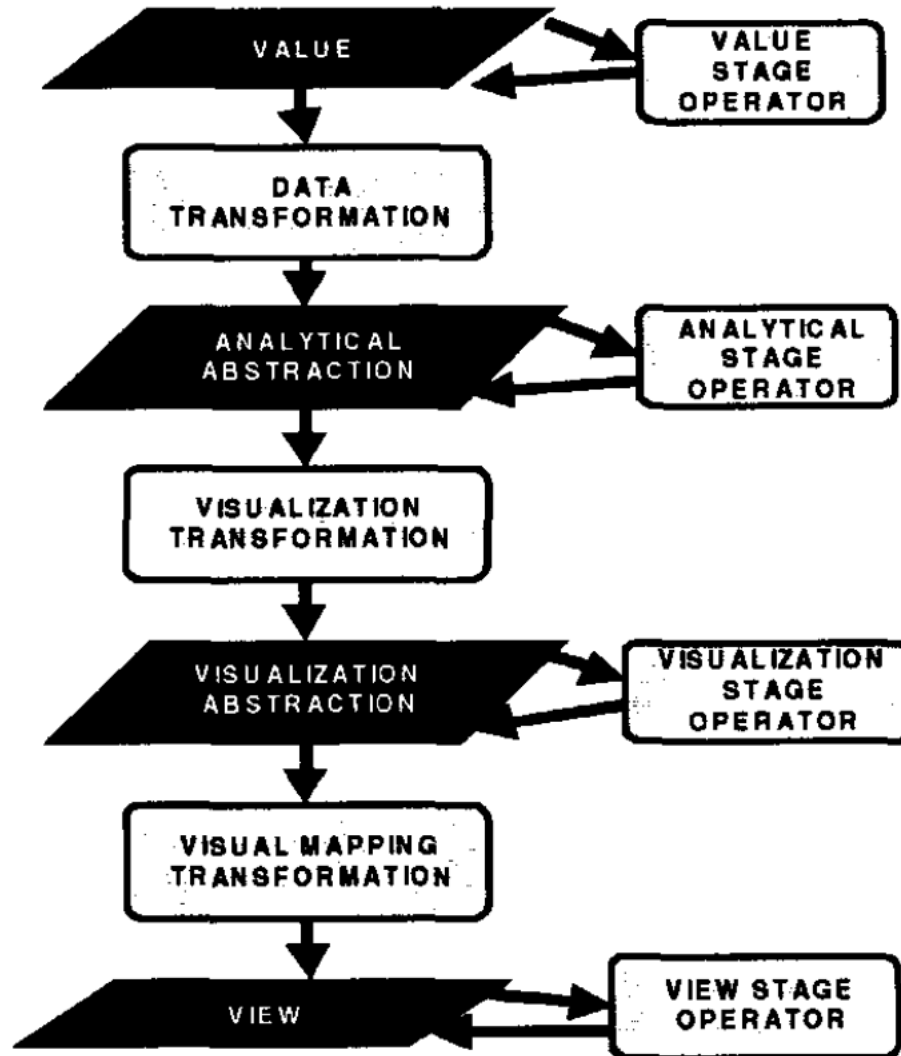 VALUE
VALUE
STAGE
OPERATOR
DATA
TRANSFORMATION
ANALYTICAL
ABSTRACTION
ANALYTICAL
STAGE
OPERATOR
VISUALIZATION
TRANSFORMATION
VISUALIZATION
ABSTRACTION
VISUALIZATION
STAGE
OPERATOR
VISUAL MAPPING
TRANSFORMATION
VIEW
VIEW STAGE
OPERATOR